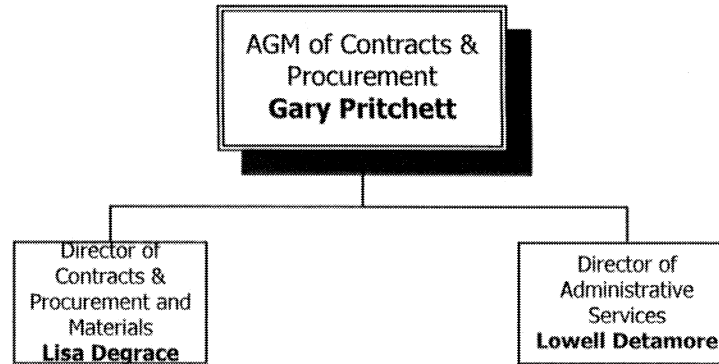 AGM of Contracts &
Procurement
Gary Pritchett
Director of
Contracts &
Procurement and
Materials
Lisa Degrace
Director of
Administrative
Services
Lowell Detamore